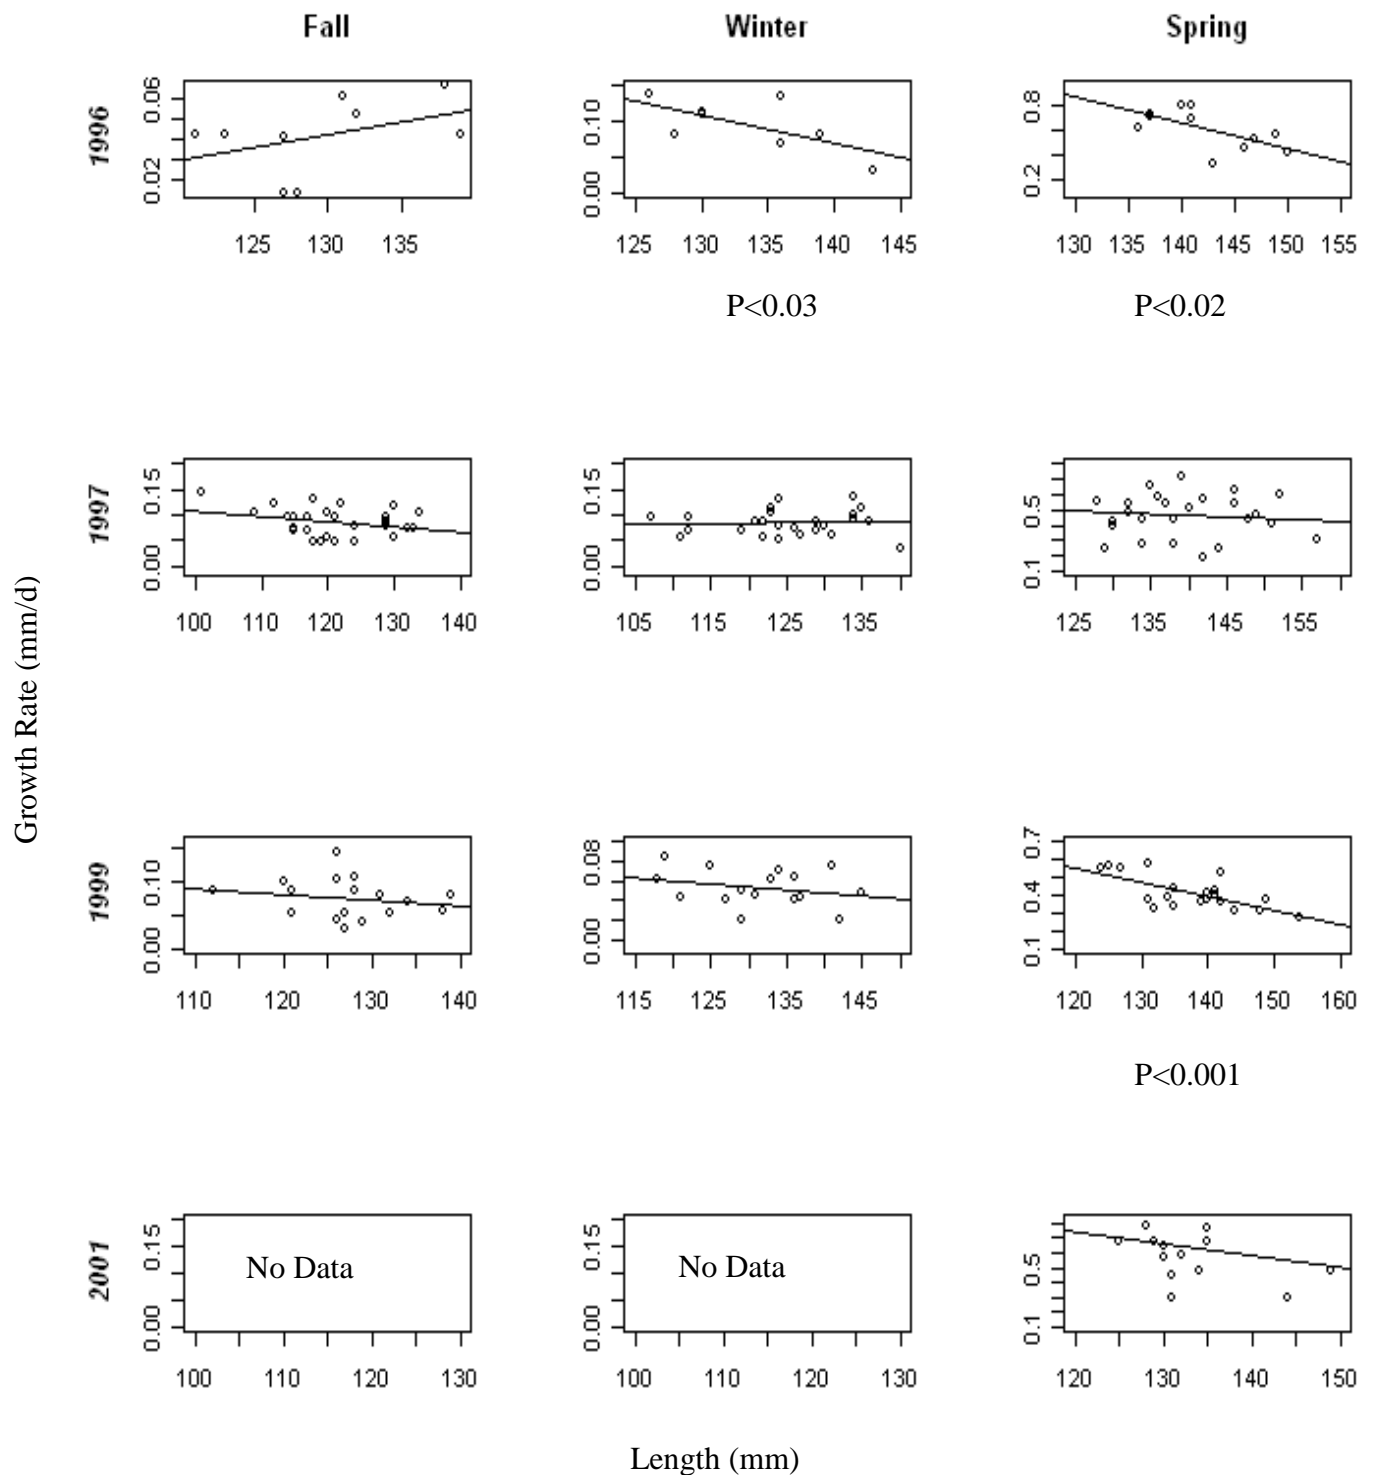 Fall Winter Spring
1996
0.02 0.06
125 130 135
0.00 0.10
125 130 135 140 145
0.2 0.8
130 135 140 145 150 155
P<0.03 P<0.02
1997
0.00 0.15
100 110 120 130 140
0.00 0.15
105 115 125 135
0.1 0.5
125 135 145 155
Growth Rate (mm/d)
1999
0.00 0.10
110 120 130 140
0.00 0.08
115 125 135 145
0.1 0.4 0.7
120 130 140 150 160
P<0.001
2001
0.00 0.15
No Data
100 110 120 130
0.00 0.15
No Data
100 110 120 130
0.1 0.5
120 130 140 150
Length (mm)